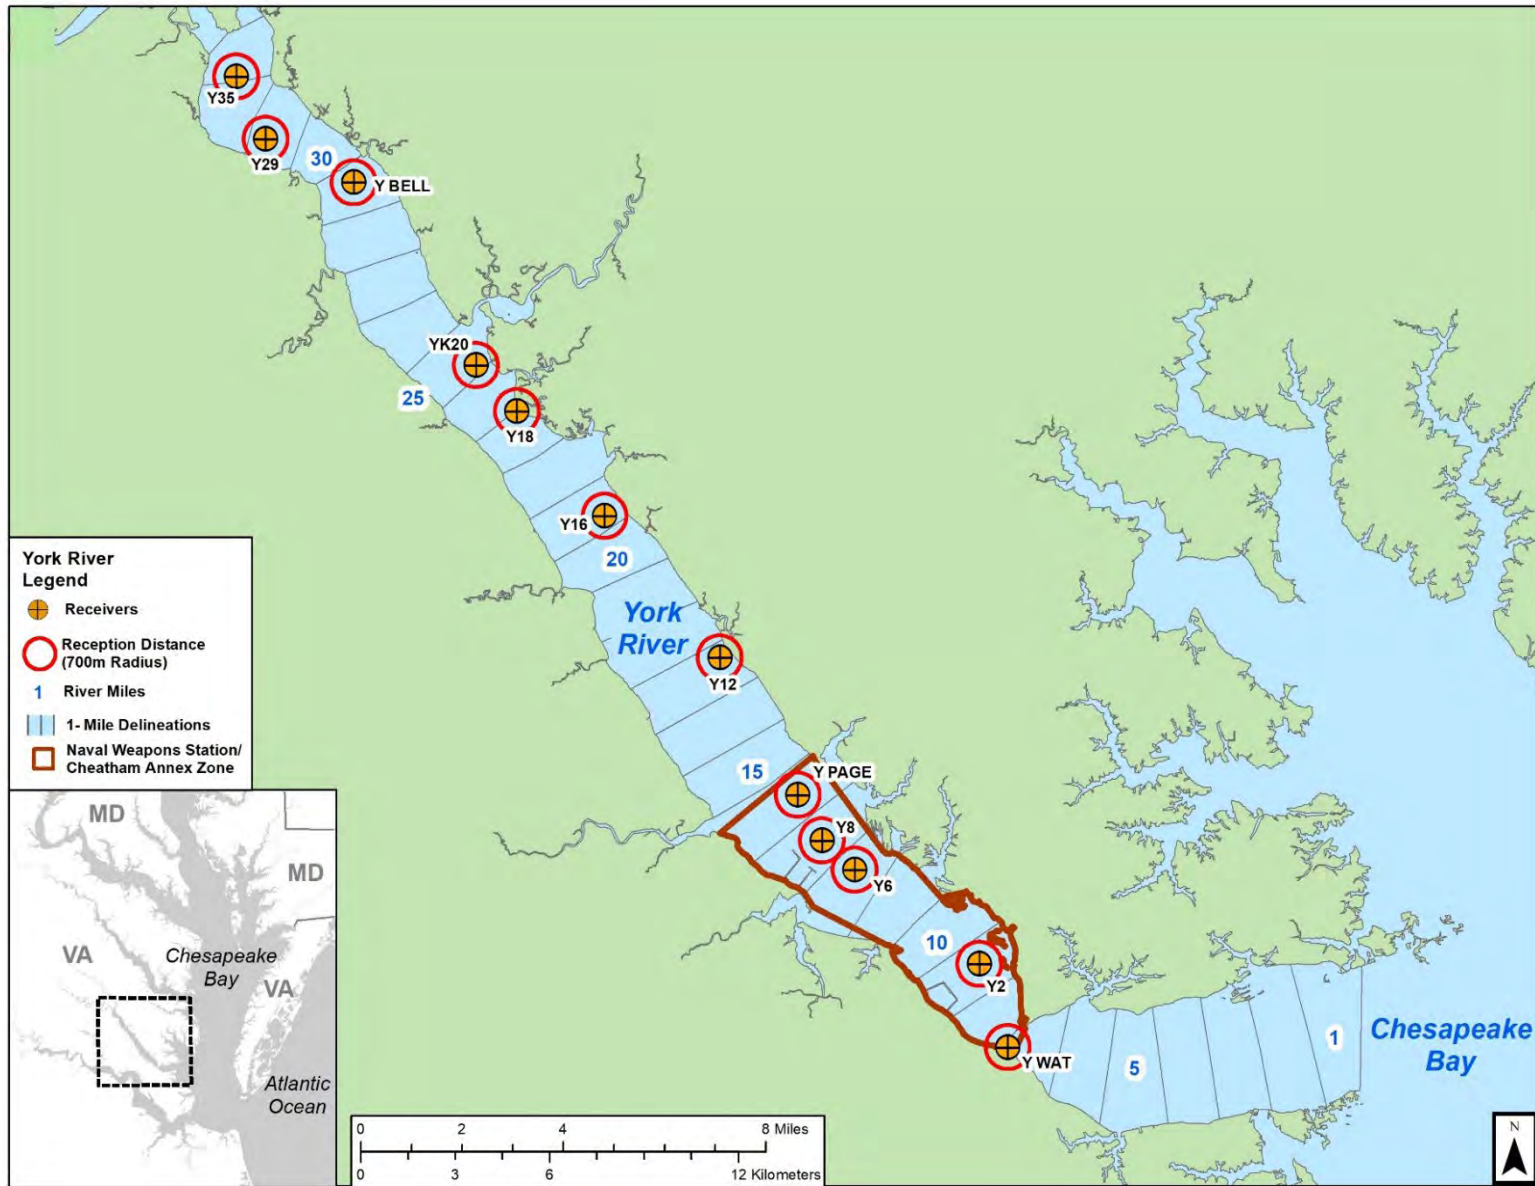 Y35
Y29
30
Y BELL
YK20
25
Y18
Y16
20
York
River
Y12
15
Y PAGE
Y8
Y6
10
Y2
Y WAT
5
1
Chesapeake
Bay
York River
Legend
Receivers
Reception Distance
(700m Radius)
1 River Miles
1- Mile Delineations
Naval Weapons Station/
Cheatham Annex Zone
MD
MD
VA
Chesapeake
Bay
VA
Atlantic
Ocean
0 2 4 8 Miles
0 3 6 12 Kilometers
N